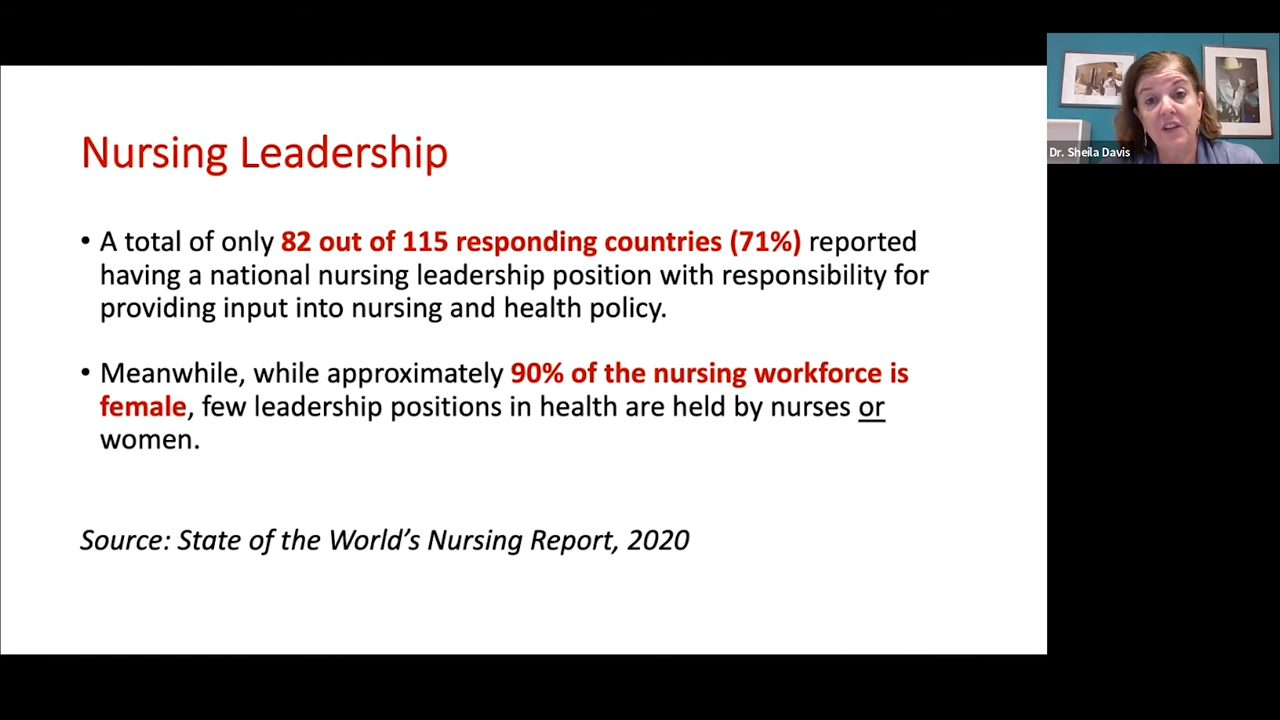 Nursing Leadership
• A total of only 82 out of 115 responding countries (71%) reported
having a national nursing leadership position with responsibility for
providing input into nursing and health policy.
• Meanwhile, while approximately 90% of the nursing workforce is
female, few leadership positions in health are held by nurses or
women.
Source: State of the World’s Nursing Report, 2020
Dr. Sheila Davis